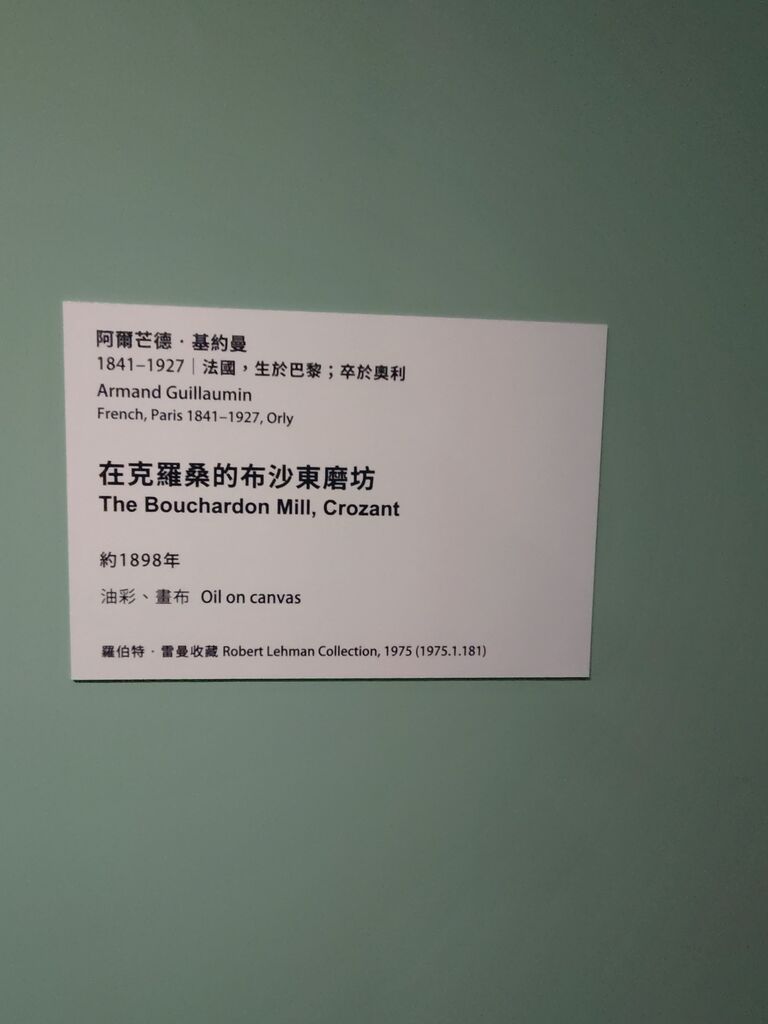 阿爾芒德‧基約曼
1841–1927｜法國，生於巴黎；卒於奧利
Armand Guillaumin
French, Paris 1841–1927, Orly
在克羅桑的布沙東磨坊
The Bouchardon Mill, Crozant
約1898年
油彩、畫布 Oil on canvas
羅伯特‧雷曼收藏 Robert Lehman Collection, 1975 (1975.1.181)